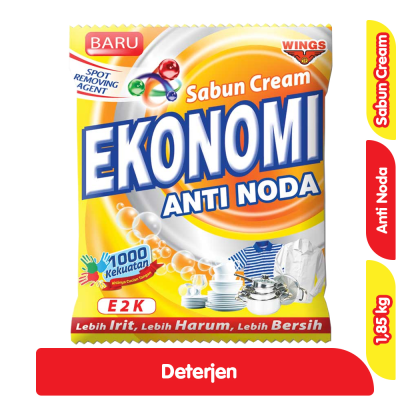 BARU
WINGS
SPOT
REMOVING
AGENT
Sabun Cream
EKONOMI
ANTI NODA
1000
Kekuatan
E2K
Lebih Irit, Lebih Harum, Lebih Bersih
Deterjen
Sabun Cream
Anti Noda
1,85 kg